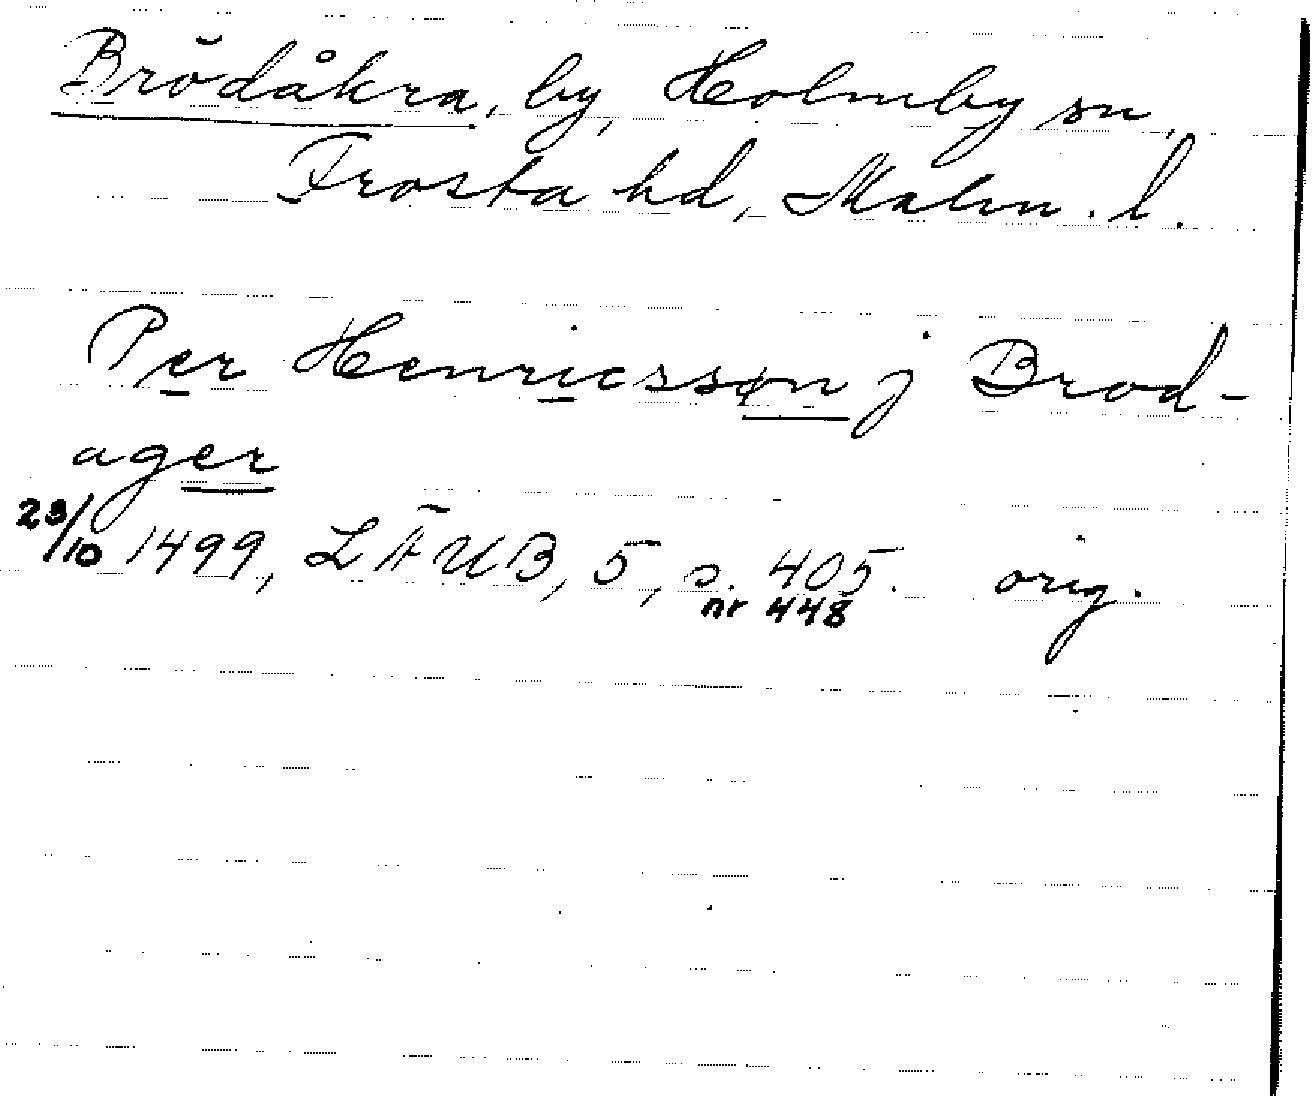 Brödåkra, by, Holmby sn,
Frosta hd, Malm. l.
Per Henricssøn j Brod-
ager
23/10 1499, LÄUB, 5, s. 405. orig.
nr 448